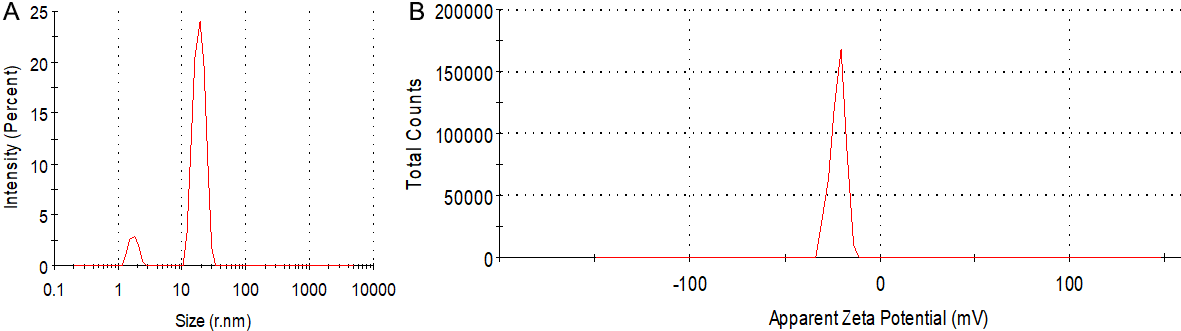 A
25
20
15
10
5
0
Intensity (Percent)
0.1 1 10 100 1000 10000
Size (r.nm)
B
200000
150000
100000
50000
0
Total Counts
-100 0 100
Apparent Zeta Potential (mV)